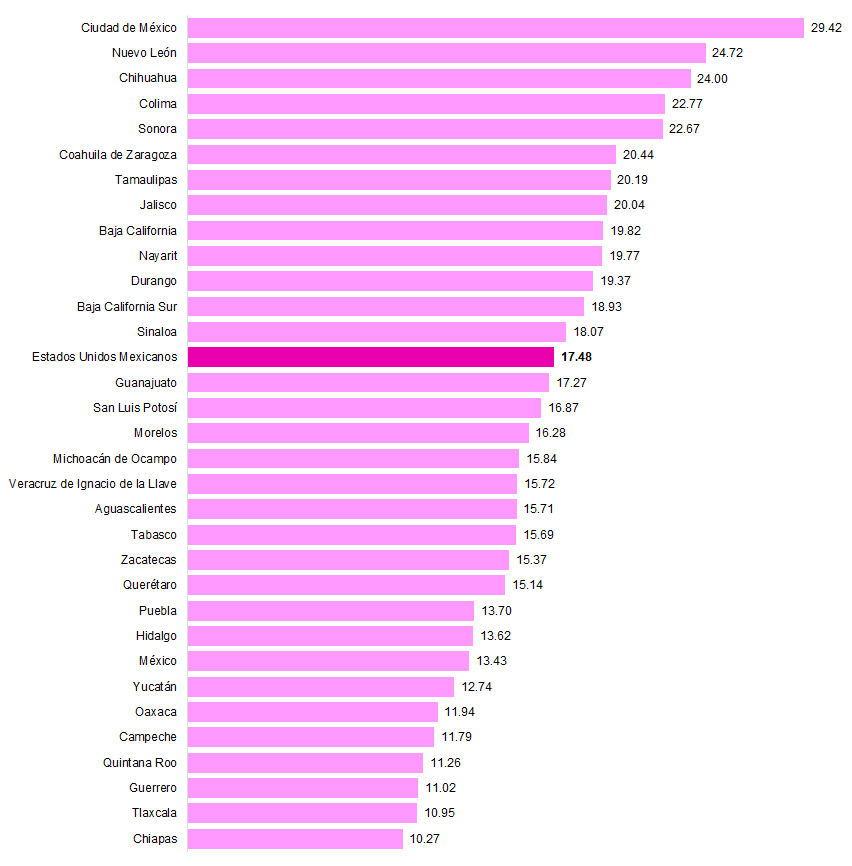 Ciudad de México 29.42
Nuevo León 24.72
Chihuahua 24.00
Colima 22.77
Sonora 22.67
Coahuila de Zaragoza 20.44
Tamaulipas 20.19
Jalisco 20.04
Baja California 19.82
Nayarit 19.77
Durango 19.37
Baja California Sur 18.93
Sinaloa 18.07
Estados Unidos Mexicanos 17.48
Guanajuato 17.27
San Luis Potosí 16.87
Morelos 16.28
Michoacán de Ocampo 15.84
Veracruz de Ignacio de la Llave 15.72
Aguascalientes 15.71
Tabasco 15.69
Zacatecas 15.37
Querétaro 15.14
Puebla 13.70
Hidalgo 13.62
México 13.43
Yucatán 12.74
Oaxaca 11.94
Campeche 11.79
Quintana Roo 11.26
Guerrero 11.02
Tlaxcala 10.95
Chiapas 10.27